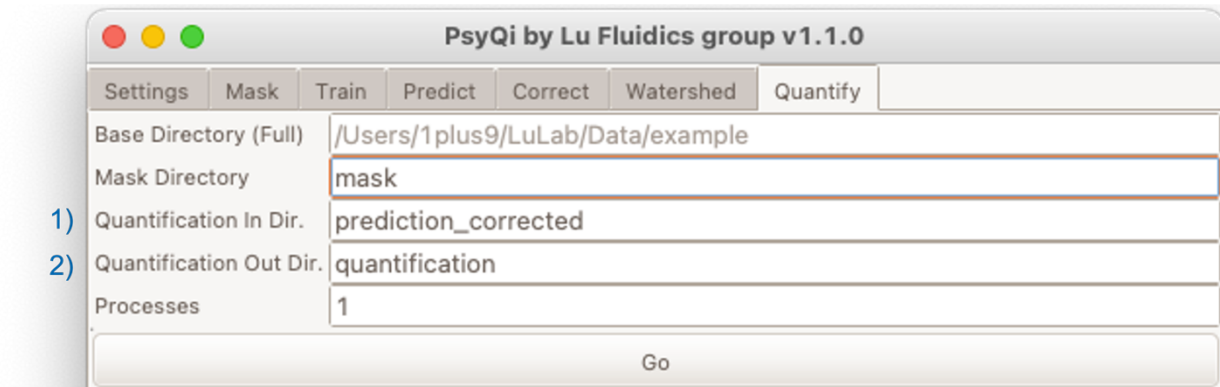 PsyQi by Lu Fluidics group v1.1.0
Settings Mask Train Predict Correct Watershed Quantify
Base Directory (Full) /Users/1plus9/LuLab/Data/example
Mask Directory mask
1) Quantification In Dir. prediction_corrected
2) Quantification Out Dir. quantification
Processes 1
Go